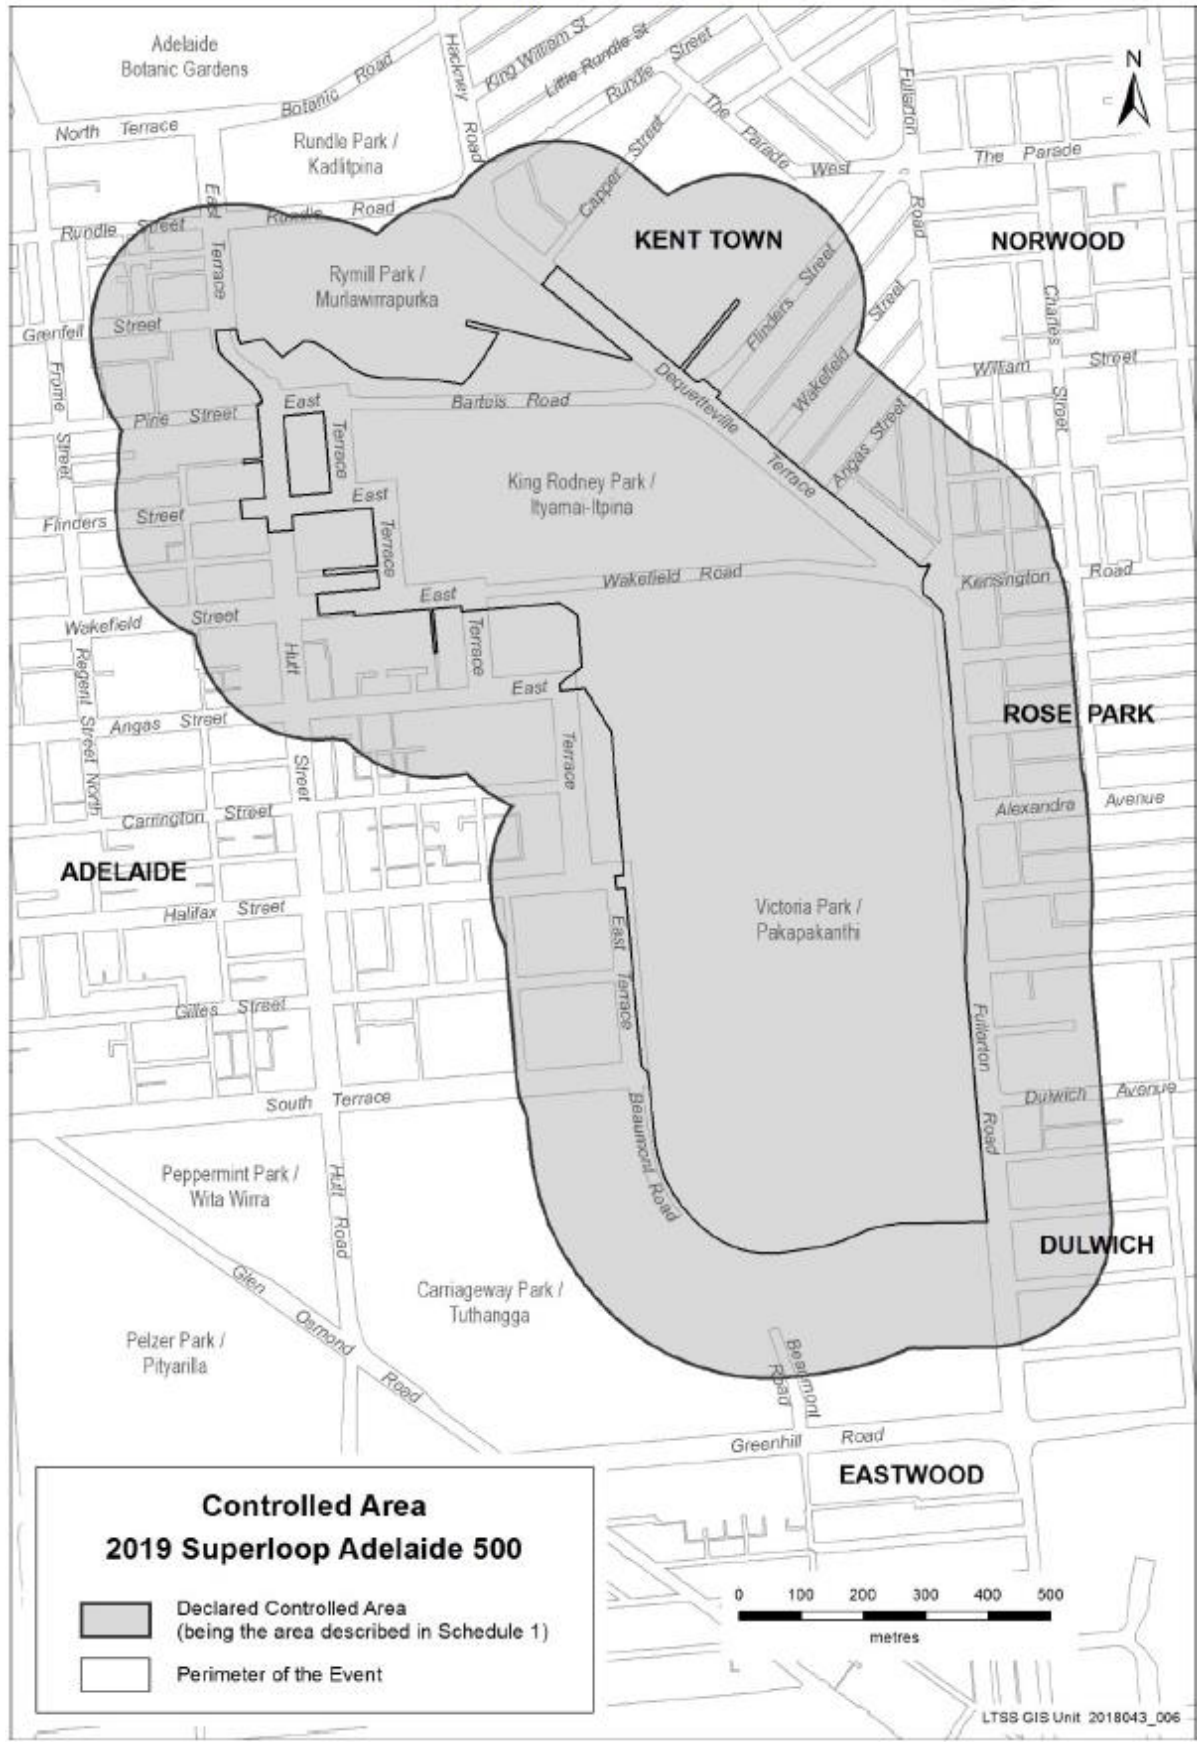 Adelaide
Botanic Gardens
Botanic Road
Hackney Road
King William St
Little Rundle St
Rundle Street
The Parade West
Fullarton Road
N
North Terrace
Rundle Park /
Kadlitpina
The Parade
East Terrace
Rundle Street
Rundle Road
Capper Street
KENT TOWN
NORWOOD
Rymill Park /
Murlawirrapurka
Flinders Street
Charles Street
Grenfell Street
Wakefield Street
William Street
Frome Street
Dequetteville Terrace
Pirie Street
East Terrace
Bartels Road
Angas Street
King Rodney Park /
Ityamai-Itpina
Flinders Street
East Terrace
Wakefield Road
Kensington Road
East Terrace
Wakefield Street
Hutt Street
Regent Street North
East Terrace
Angas Street
ROSE PARK
Alexandra Avenue
Carrington Street
ADELAIDE
Halifax Street
Victoria Park /
Pakapakanthi
East Terrace
Gilles Street
Fullarton Road
South Terrace
Beaumont Road
Dulwich Avenue
Peppermint Park /
Wita Wirra
Hutt Road
DULWICH
Glen Osmond Road
Carriageway Park /
Tuthangga
Pelzer Park /
Pityarilla
Beaumont Road
Greenhill Road
EASTWOOD
Controlled Area
2019 Superloop Adelaide 500
Declared Controlled Area
(being the area described in Schedule 1)
Perimeter of the Event
0 100 200 300 400 500
metres
LTSS GIS Unit 2018043_006